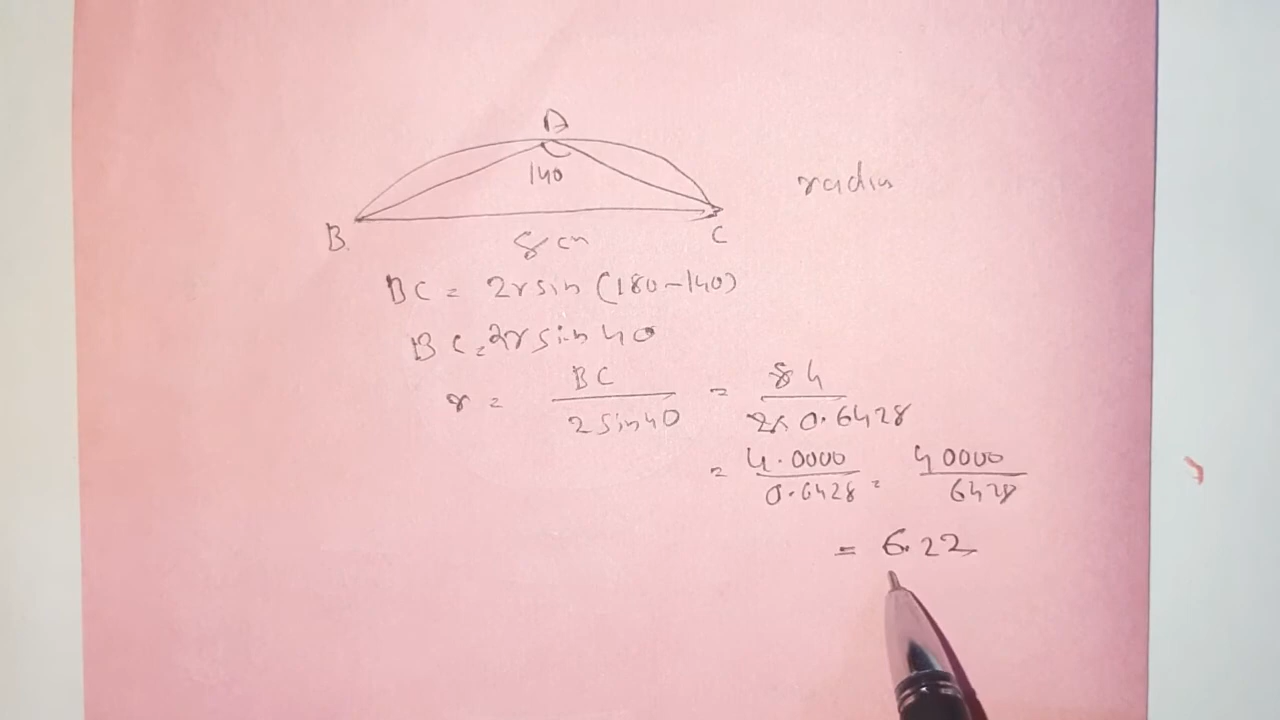 A
140
radius
B
8 cm
C
BC = 2r sin (180-140)
BC = 2r sin 40
r = BC / 2 sin 40 = 8 4 / 2x 0.6428
= 4.0000 / 0.6428 = 40000 / 6428
= 6.22